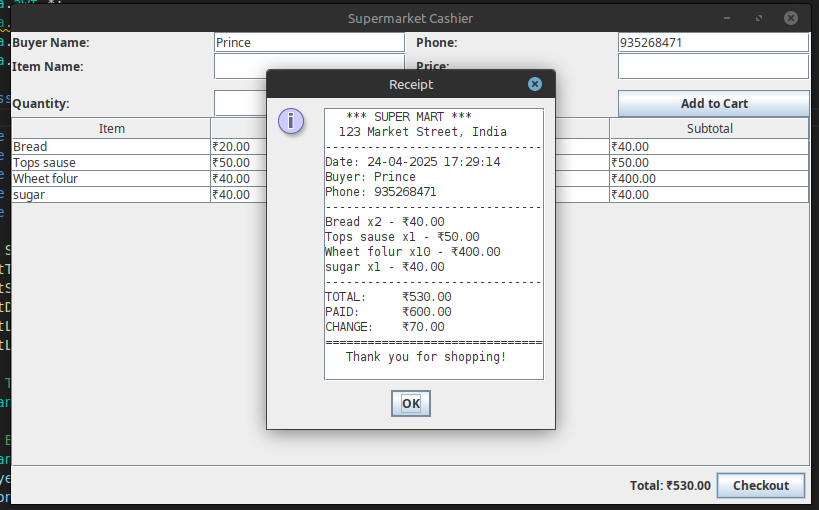 Supermarket Cashier
Buyer Name: Prince Phone: 935268471
Item Name: Price:
Quantity: Add to Cart
Item Subtotal
Bread ₹20.00 ₹40.00
Tops sause ₹50.00 ₹50.00
Wheet folur ₹40.00 ₹400.00
sugar ₹40.00 ₹40.00
Receipt
*** SUPER MART ***
123 Market Street, India
-------------------------------
Date: 24-04-2025 17:29:14
Buyer: Prince
Phone: 935268471
-------------------------------
Bread x2 - ₹40.00
Tops sause x1 - ₹50.00
Wheet folur x10 - ₹400.00
sugar x1 - ₹40.00
-------------------------------
TOTAL: ₹530.00
PAID: ₹600.00
CHANGE: ₹70.00
===============================
Thank you for shopping!
OK
Total: ₹530.00 Checkout